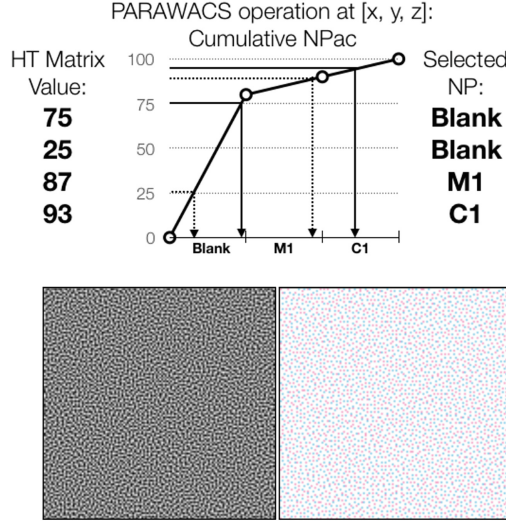 PARAWACS operation at [x, y, z]:
Cumulative NPac
HT Matrix
Value:
75
25
87
93
100
75
50
25
0
Blank
M1
C1
Selected
NP:
Blank
Blank
M1
C1